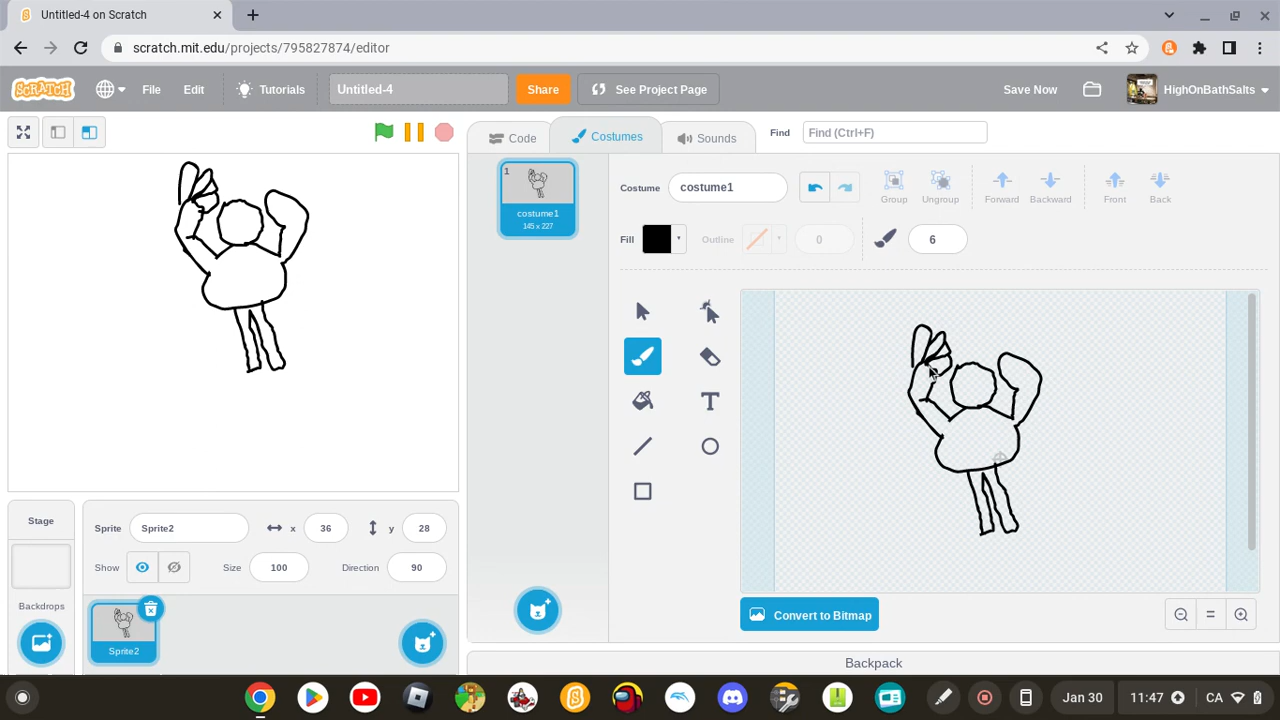 Untitled-4 on Scratch
scratch.mit.edu/projects/795827874/editor
SCRATCH
File
Edit
Tutorials
Untitled-4
Share
See Project Page
Save Now
HighOnBathSalts
Code
Costumes
Sounds
Find
Find (Ctrl+F)
1
costume1
145 x 227
Costume
costume1
Group
Ungroup
Forward
Backward
Front
Back
Fill
Outline
0
6
Sprite
Sprite2
x
36
y
28
Show
Size
100
Direction
90
Stage
Backdrops
Sprite2
Convert to Bitmap
Backpack
Jan 30
11:47
CA